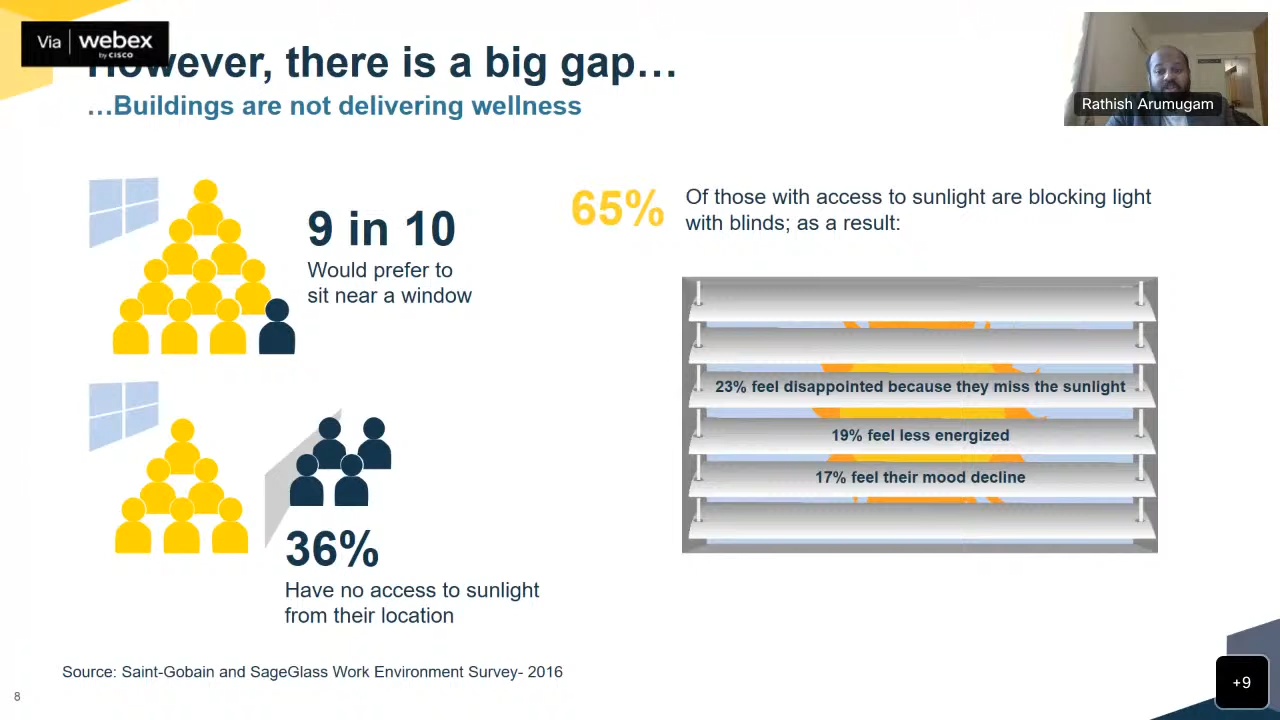 Via webex
by CISCO
However, there is a big gap...
...Buildings are not delivering wellness
Rathish Arumugam
9 in 10
Would prefer to
sit near a window
65%
Of those with access to sunlight are blocking light
with blinds; as a result:
23% feel disappointed because they miss the sunlight
19% feel less energized
17% feel their mood decline
36%
Have no access to sunlight
from their location
Source: Saint-Gobain and SageGlass Work Environment Survey- 2016
8
+9